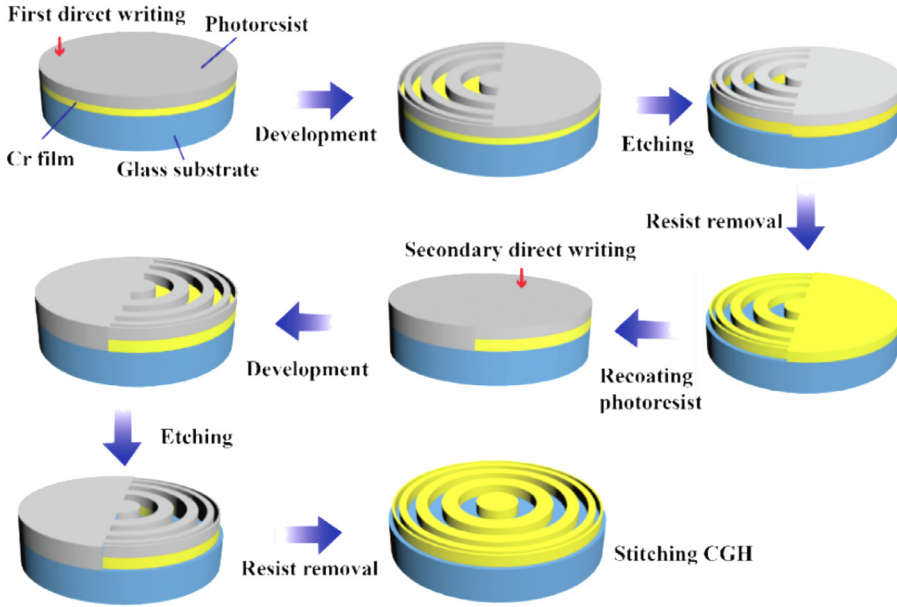 First direct writing
Photoresist
Cr film
Glass substrate
Development
Etching
Resist removal
Secondary direct writing
Recoating
photoresist
Development
Etching
Resist removal
Stitching CGH